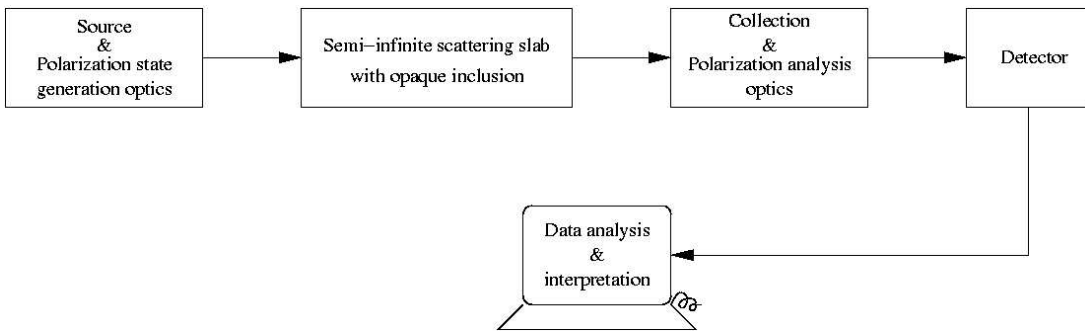 Source
&
Polarization state
generation optics
Semi-infinite scattering slab
with opaque inclusion
Collection
&
Polarization analysis
optics
Detector
Data analysis
&
interpretation